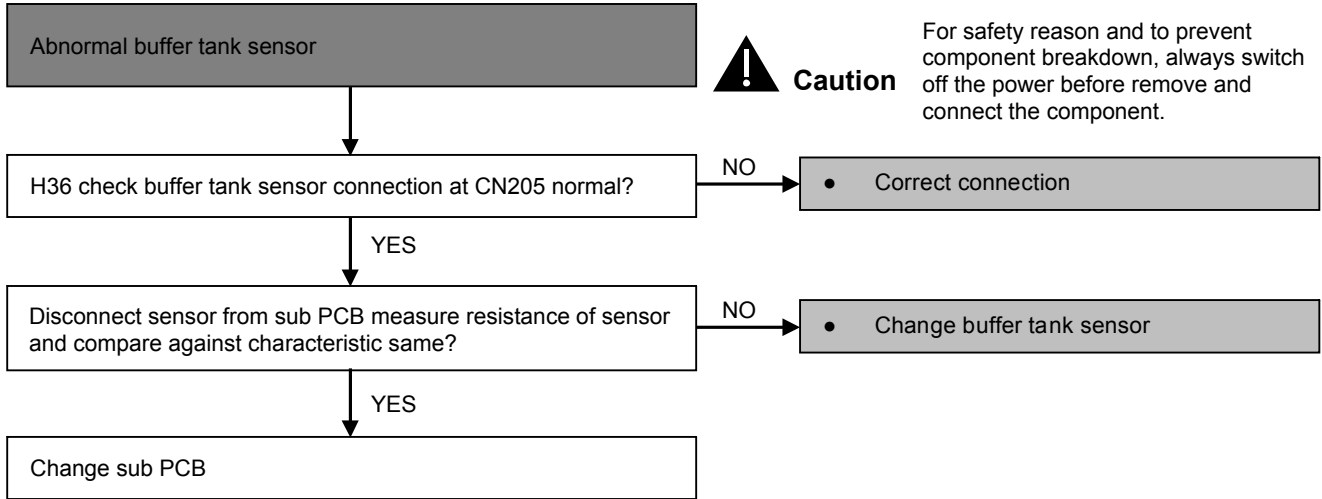 Abnormal buffer tank sensor
Caution
For safety reason and to prevent
component breakdown, always switch
off the power before remove and
connect the component.
H36 check buffer tank sensor connection at CN205 normal?
NO
● Correct connection
YES
Disconnect sensor from sub PCB measure resistance of sensor
and compare against characteristic same?
NO
● Change buffer tank sensor
YES
Change sub PCB